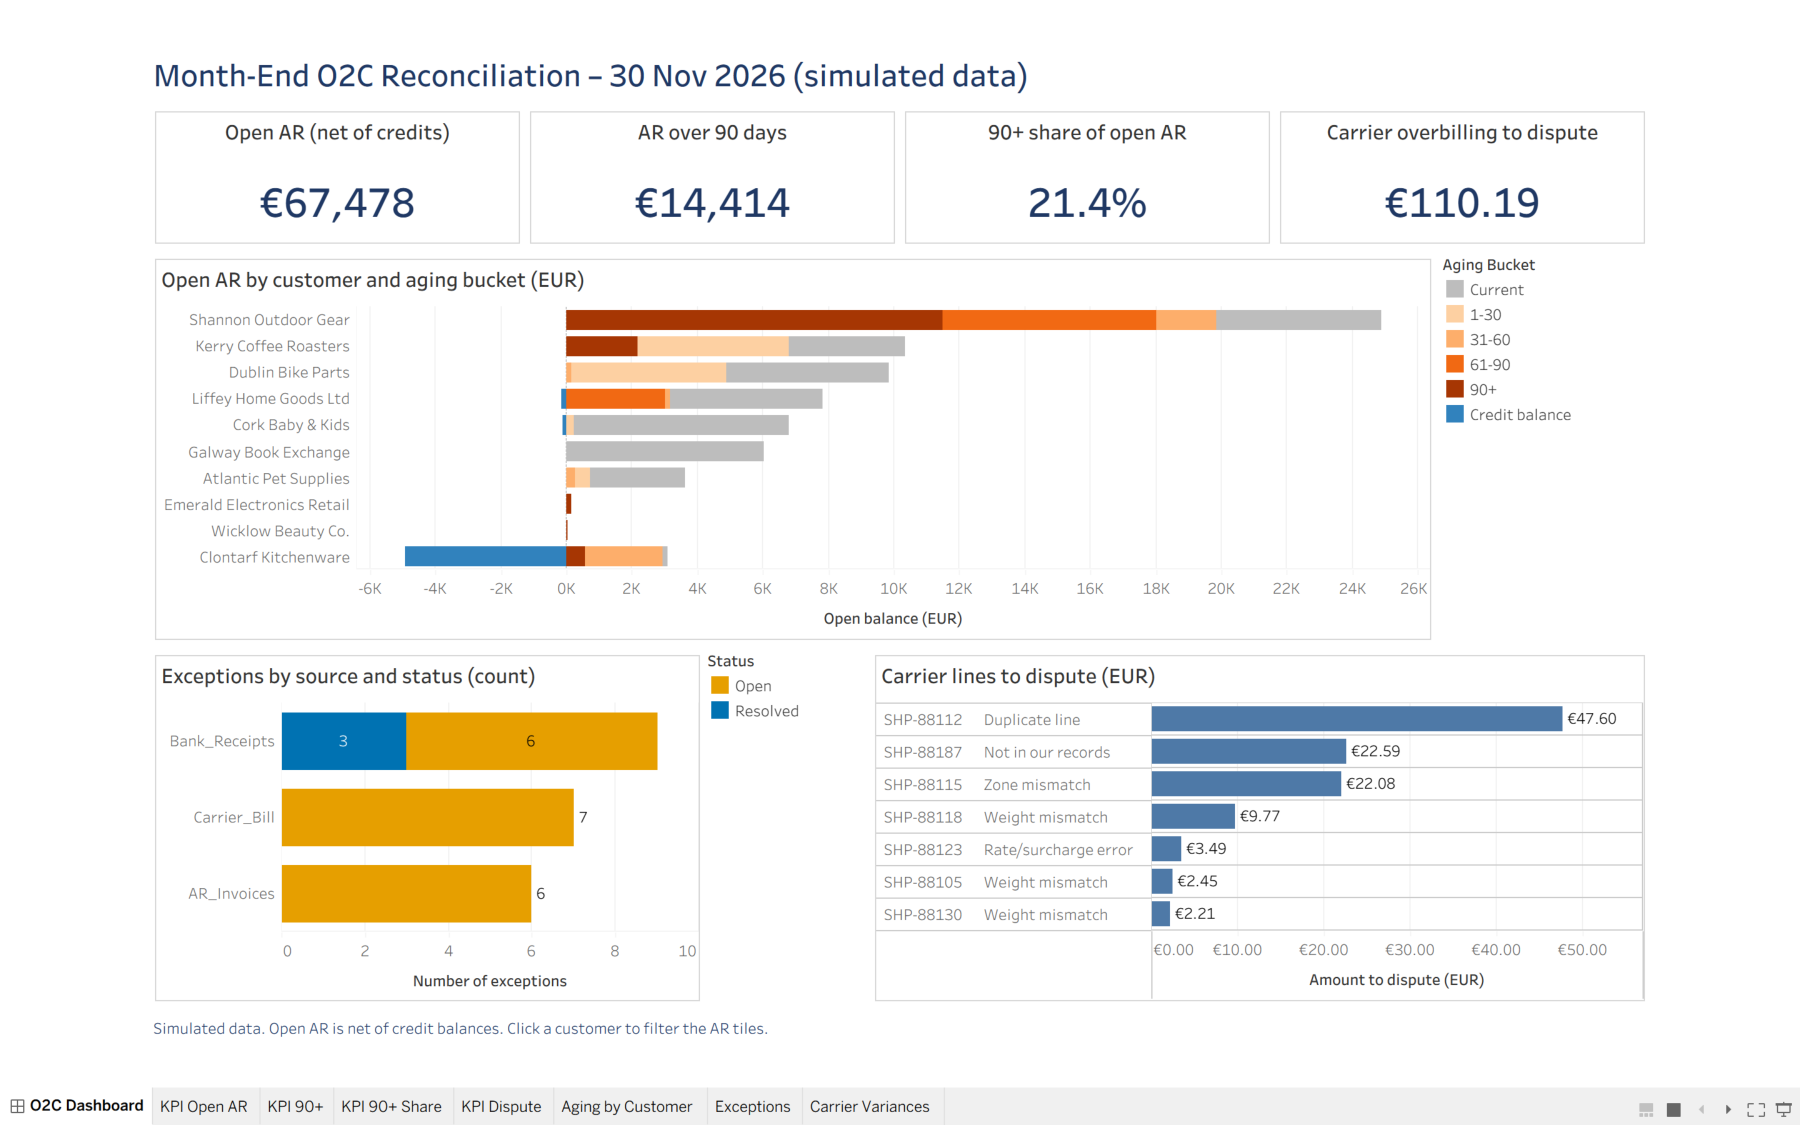 Month-End O2C Reconciliation – 30 Nov 2026 (simulated data)
Open AR (net of credits)
€67,478
AR over 90 days
€14,414
90+ share of open AR
21.4%
Carrier overbilling to dispute
€110.19
Open AR by customer and aging bucket (EUR)
Shannon Outdoor Gear
Kerry Coffee Roasters
Dublin Bike Parts
Liffey Home Goods Ltd
Cork Baby & Kids
Galway Book Exchange
Atlantic Pet Supplies
Emerald Electronics Retail
Wicklow Beauty Co.
Clontarf Kitchenware
-6K -4K -2K 0K 2K 4K 6K 8K 10K 12K 14K 16K 18K 20K 22K 24K 26K
Open balance (EUR)
Aging Bucket
Current
1-30
31-60
61-90
90+
Credit balance
Exceptions by source and status (count)
Bank_Receipts 3 6
Carrier_Bill 7
AR_Invoices 6
0 2 4 6 8 10
Number of exceptions
Status
Open
Resolved
Carrier lines to dispute (EUR)
SHP-88112 Duplicate line €47.60
SHP-88187 Not in our records €22.59
SHP-88115 Zone mismatch €22.08
SHP-88118 Weight mismatch €9.77
SHP-88123 Rate/surcharge error €3.49
SHP-88105 Weight mismatch €2.45
SHP-88130 Weight mismatch €2.21
€0.00 €10.00 €20.00 €30.00 €40.00 €50.00
Amount to dispute (EUR)
Simulated data. Open AR is net of credit balances. Click a customer to filter the AR tiles.
O2C Dashboard KPI Open AR KPI 90+ KPI 90+ Share KPI Dispute Aging by Customer Exceptions Carrier Variances